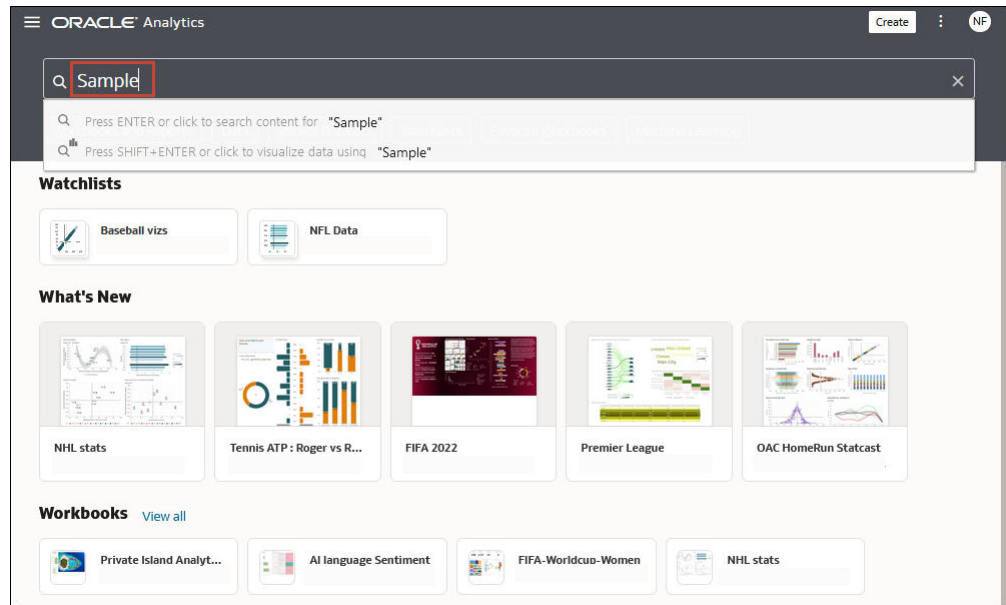 ORACLE Analytics
Create
NF
Sample
Press ENTER or click to search content for "Sample"
Press SHIFT+ENTER or click to visualize data using "Sample"
Watchlists
Baseball vizs
NFL Data
What's New
NHL stats
Tennis ATP : Roger vs R...
FIFA 2022
Premier League
OAC HomeRun Statcast
Workbooks View all
Private Island Analyt...
AI language Sentiment
FIFA-Worldcup-Women
NHL stats